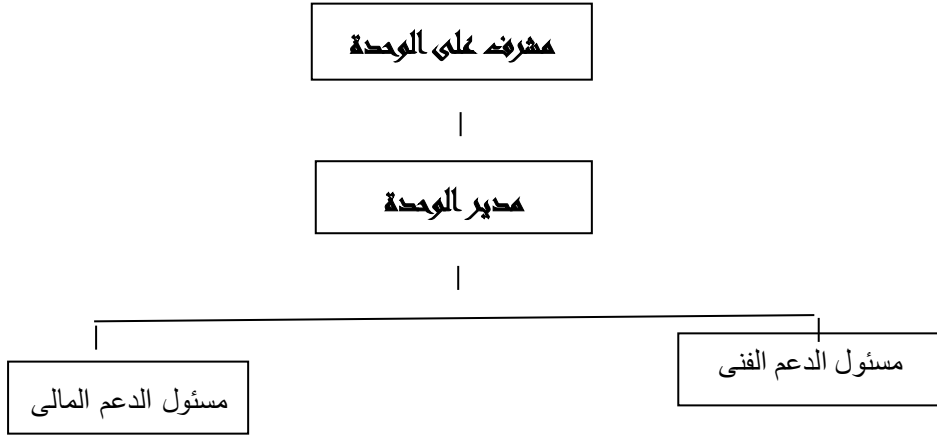 مشرف على الوحدة
مدير الوحدة
مسئول الدعم الفنى
مسئول الدعم المالى